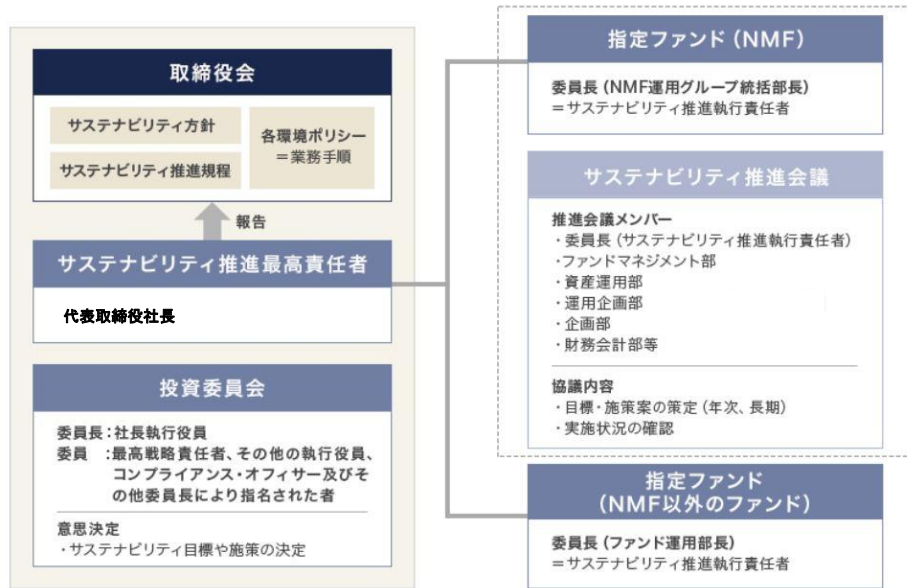 取締役会
サステナビリティ方針
サステナビリティ推進規程
各環境ポリシー
＝業務手順
報告
サステナビリティ推進最高責任者
代表取締役社長
投資委員会
委員長：社長執行役員
委員　：最高戦略責任者、その他の執行役員、
コンプライアンス・オフィサー及びそ
の他委員長により指名された者
意思決定
・サステナビリティ目標や施策の決定
指定ファンド（NMF）
委員長（NMF運用グループ統括部長）
＝サステナビリティ推進執行責任者
サステナビリティ推進会議
推進会議メンバー
・委員長（サステナビリティ推進執行責任者）
・ファンドマネジメント部
・資産運用部
・運用企画部
・企画部
・財務会計部等
協議内容
・目標・施策案の策定（年次、長期）
・実施状況の確認
指定ファンド
（NMF以外のファンド）
委員長（ファンド運用部長）
＝サステナビリティ推進執行責任者